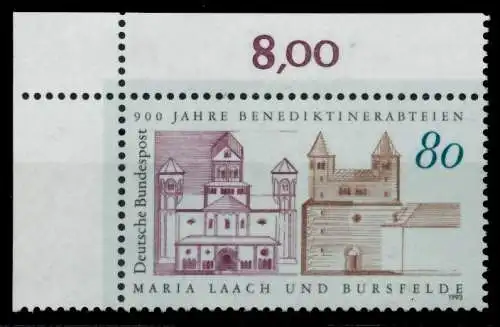 8,00
900 JAHRE BENEDIKTINERABTEIEN
80
Deutsche Bundespost
MARIA LAACH UND BURSFELDE
1993